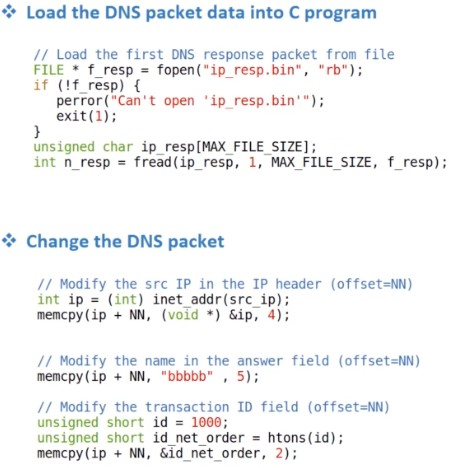 ❖ Load the DNS packet data into C program
// Load the first DNS response packet from file
FILE * f_resp = fopen("ip_resp.bin", "rb");
if (!f_resp) {
perror("Can't open 'ip_resp.bin'");
exit(1);
}
unsigned char ip_resp[MAX_FILE_SIZE];
int n_resp = fread(ip_resp, 1, MAX_FILE_SIZE, f_resp);
❖ Change the DNS packet
// Modify the src IP in the IP header (offset=NN)
int ip = (int) inet_addr(src_ip);
memcpy(ip + NN, (void *) &ip, 4);
// Modify the name in the answer field (offset=NN)
memcpy(ip + NN, "bbbbb" , 5);
// Modify the transaction ID field (offset=NN)
unsigned short id = 1000;
unsigned short id_net_order = htons(id);
memcpy(ip + NN, &id_net_order, 2);